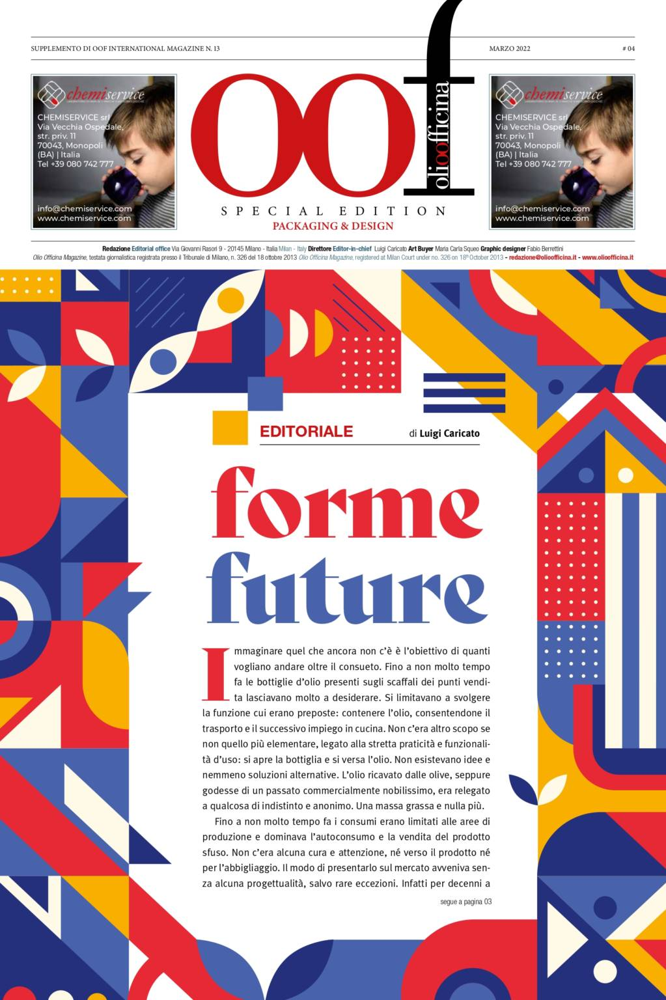 SUPPLEMENTO DI OOF INTERNATIONAL MAGAZINE N. 13
MARZO 2022
# 04
chemiservice
CHEMISERVICE srl
Via Vecchia Ospedale,
str. priv. 11
70043, Monopoli
(BA) | Italia
Tel +39 080 742 777
info@chemiservice.com
www.chemiservice.com
oof
olioofficina
SPECIAL EDITION
PACKAGING & DESIGN
chemiservice
CHEMISERVICE srl
Via Vecchia Ospedale,
str. priv. 11
70043, Monopoli
(BA) | Italia
Tel +39 080 742 777
info@chemiservice.com
www.chemiservice.com
Redazione Editorial office Via Giovanni Rasori 9 - 20145 Milano - Italia Milan - Italy Direttore Editor-in-chief Luigi Caricato Art Buyer Maria Carla Squeo Graphic designer Fabio Berrettini
Olio Officina Magazine, testata giornalistica registrata presso il Tribunale di Milano, n. 326 del 18 ottobre 2013 Olio Officina Magazine, registered at Milan Court under no. 326 on 18th October 2013 - redazione@olioofficina.it - www.olioofficina.it
EDITORIALE
di Luigi Caricato
forme
future
Immaginare quel che ancora non c’è è l’obiettivo di quanti
vogliano andare oltre il consueto. Fino a non molto tempo
fa le bottiglie d’olio presenti sugli scaffali dei punti vendi-
ta lasciavano molto a desiderare. Si limitavano a svolgere
la funzione cui erano preposte: contenere l’olio, consentendone il
trasporto e il successivo impiego in cucina. Non c’era altro scopo se
non quello più elementare, legato alla stretta praticità e funzionali-
tà d’uso: si apre la bottiglia e si versa l’olio. Non esistevano idee e
nemmeno soluzioni alternative. L’olio ricavato dalle olive, seppure
godesse di un passato commercialmente nobilissimo, era relegato
a qualcosa di indistinto e anonimo. Una massa grassa e nulla più.
Fino a non molto tempo fa i consumi erano limitati alle aree di
produzione e dominava l’autoconsumo e la vendita del prodotto
sfuso. Non c’era alcuna cura e attenzione, né verso il prodotto né
per l’abbigliaggio. Il modo di presentarlo sul mercato avveniva sen-
za alcuna progettualità, salvo rare eccezioni. Infatti per decenni a
segue a pagina 03